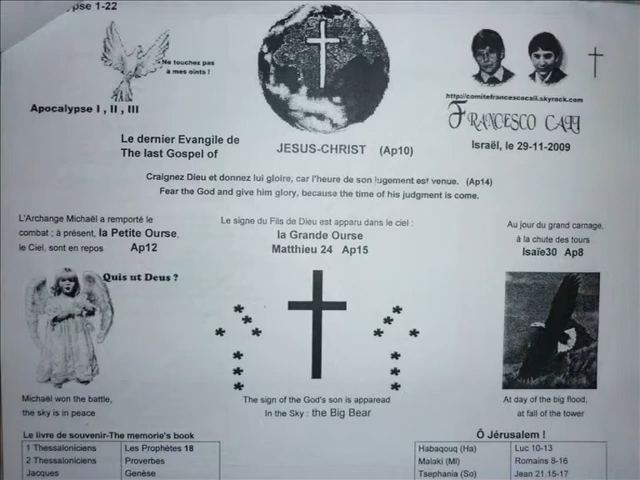 pse 1-22
Ne touches pas
à mes oints !
Apocalypse I , II , III
http://comitefrancescocail.skyrock.com
FRANCESCO CAII
Israël, le 29-11-2009
Le dernier Evangile de
The last Gospel of
JESUS-CHRIST (Ap10)
Craignez Dieu et donnez lui gloire, car l'heure de son jugement est venue. (Ap14)
Fear the God and give him glory, because the time of his judgment is come.
L'Archange Michaël a remporté le
combat ; à présent, la Petite Ourse,
le Ciel, sont en repos Ap12
Quis ut Deus ?
Michaël won the battle,
the sky is in peace
Le signe du Fils de Dieu est apparu dans le ciel :
la Grande Ourse
Matthieu 24 Ap15
The sign of the God's son is apparead
In the Sky : the Big Bear
Au jour du grand carnage,
à la chute des tours
Isaïe30 Ap8
At day of the big flood,
at fall of the tower
Le livre de souvenir-The memorie's book
1 Thessaloniciens Les Prophètes 18
2 Thessaloniciens Proverbes
Jacques Genèse
Ô Jérusalem !
Habaqouq (Ha) Luc 10-13
Malaki (Ml) Romains 8-16
Tsephania (So) Jean 21.15-17